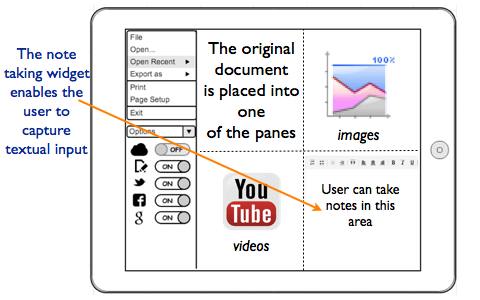 The note
taking widget
enables the
user to
capture
textual input
File
Open...
Open Recent
Export as
Print
Page Setup
Exit
Options
OFF
ON
ON
ON
ON
The original
document
is placed into
one
of the panes
100%
images
You
Tube
videos
B I U
User can take
notes in this
area